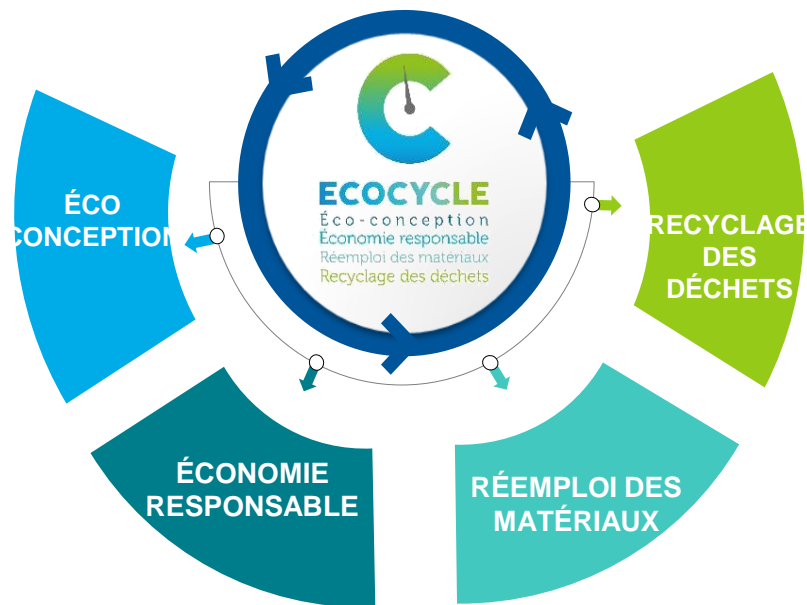 ECOCYCLE
Éco-conception
Économie responsable
Réemploi des matériaux
Recyclage des déchets
ÉCO
CONCEPTION
ÉCONOMIE
RESPONSABLE
RÉEMPLOI DES
MATÉRIAUX
RECYCLAGE
DES
DÉCHETS